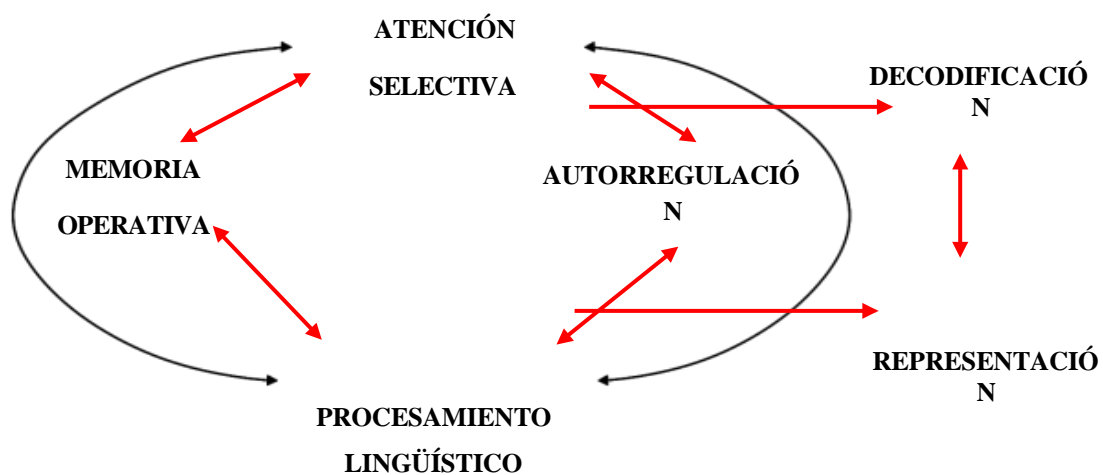 ATENCIÓN
SELECTIVA
DECODIFICACIÓ
N
MEMORIA
OPERATIVA
AUTORREGULACIÓ
N
REPRESENTACIÓ
N
PROCESAMIENTO
LINGÜÍSTICO